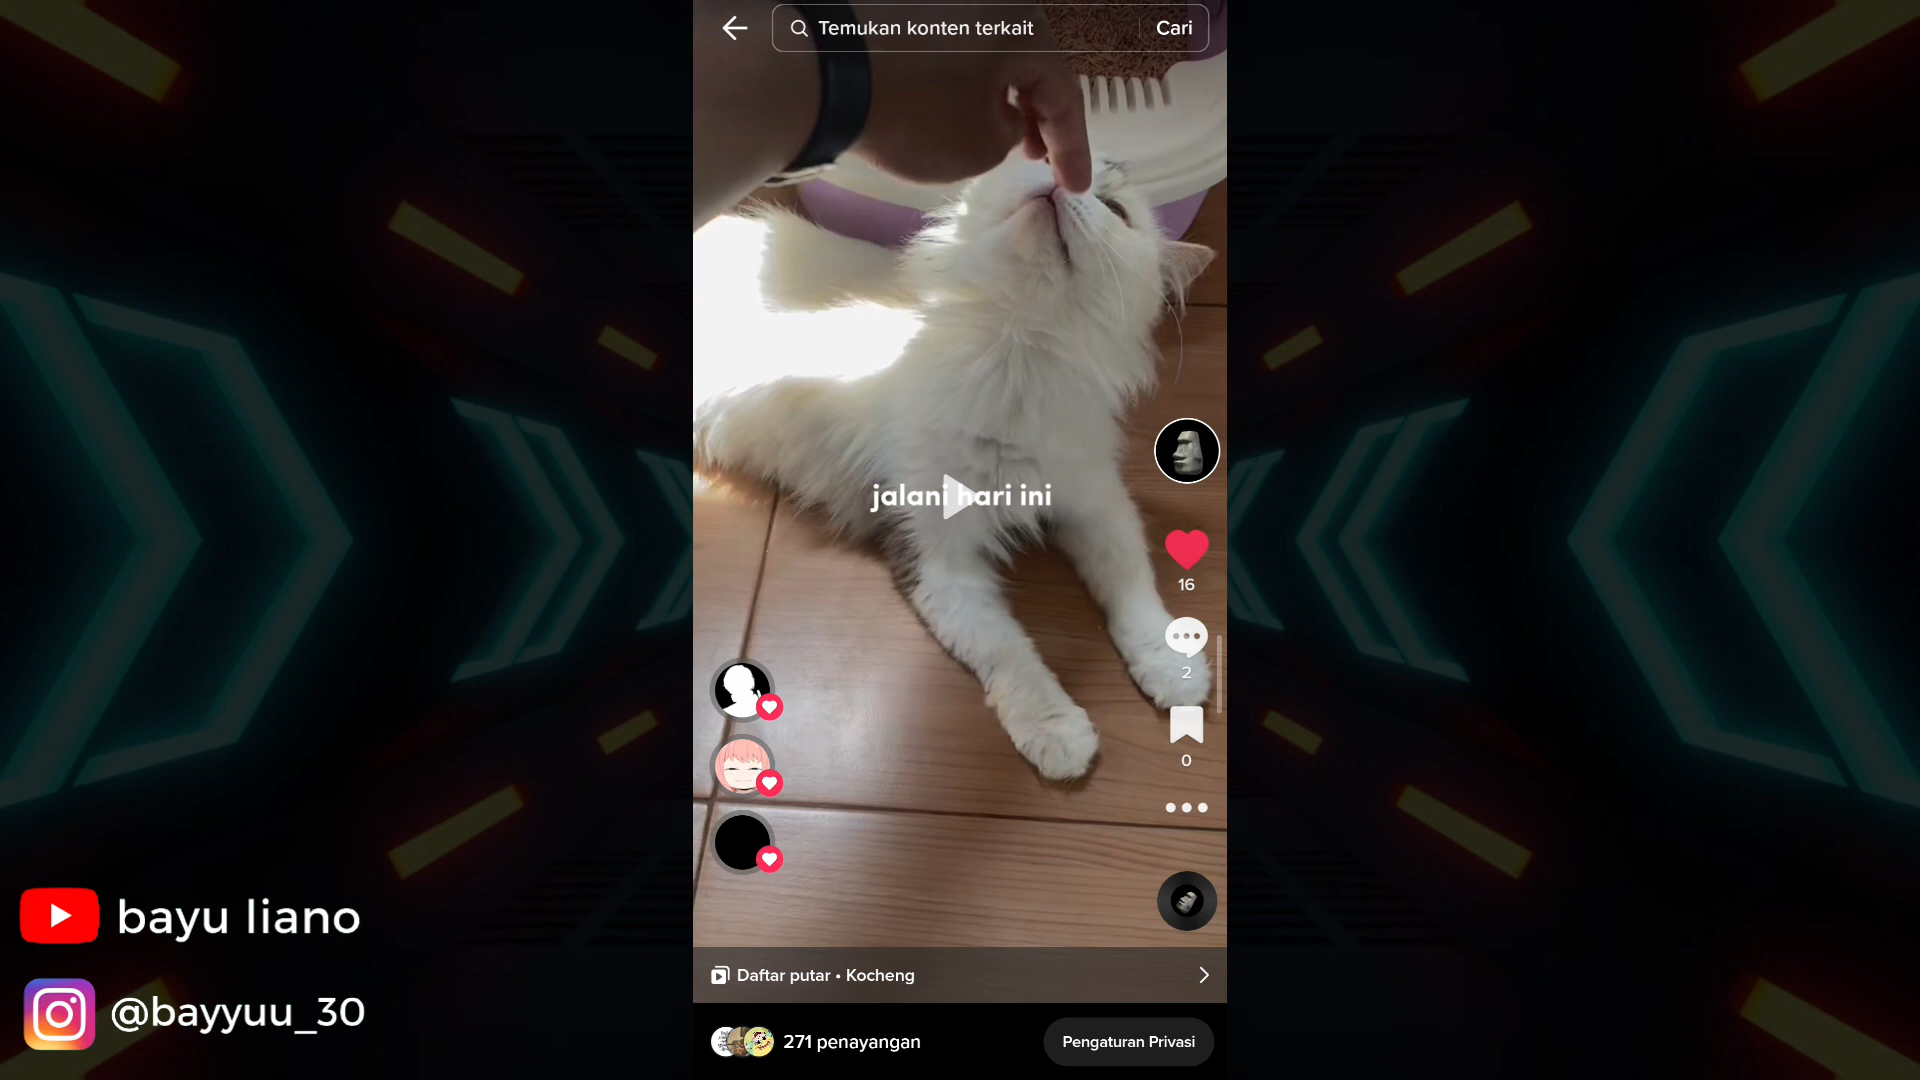 Temukan konten terkait
Cari
jalani hari ini
16
2
0
bayu liano
@bayyuu_30
Daftar putar • Kocheng
271 penayangan
Pengaturan Privasi